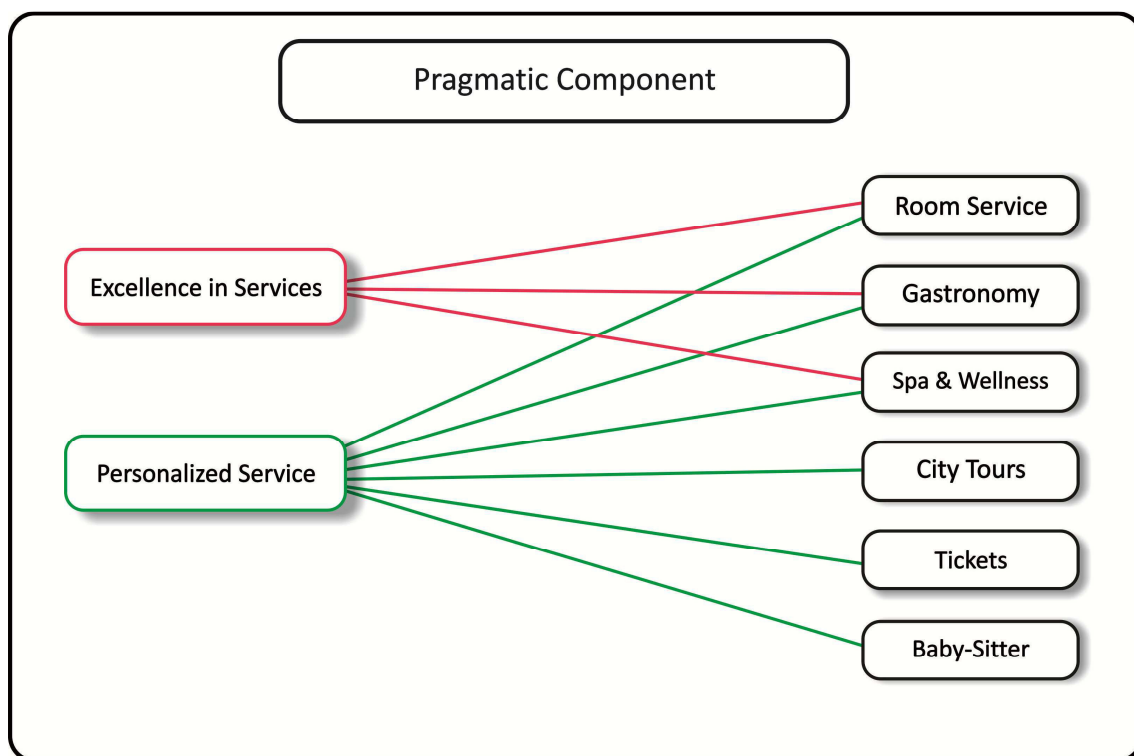 Pragmatic Component
Room Service
Excellence in Services
Gastronomy
Spa & Wellness
Personalized Service
City Tours
Tickets
Baby-Sitter